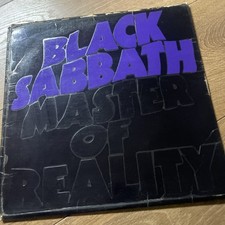 BLACK
SABBATH
MASTER
OF
REALITY